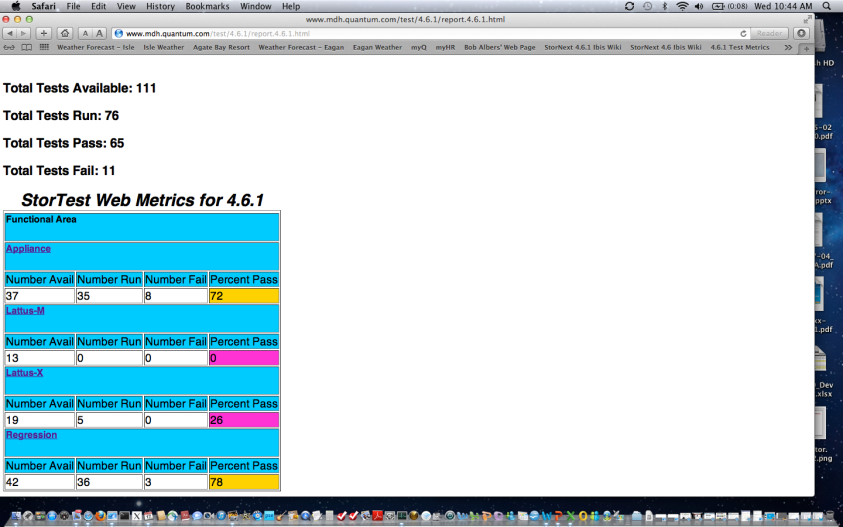 Safari File Edit View History Bookmarks Window Help (0:08) Wed 10:44 AM
www.mdh.quantum.com/test/4.6.1/report.4.6.1.html
A A www.mdh.quantum.com/test/4.6.1/report.4.6.1.html Reader
Weather Forecast - Isle Isle Weather Agate Bay Resort Weather Forecast - Eagan Eagan Weather myQ myHR Bob Albers' Web Page StorNext 4.6.1 Ibis Wiki StorNext 4.6 Ibis Wiki 4.6.1 Test Metrics
Total Tests Available: 111
Total Tests Run: 76
Total Tests Pass: 65
Total Tests Fail: 11
StorTest Web Metrics for 4.6.1
Functional Area
Appliance
Number Avail Number Run Number Fail Percent Pass
37 35 8 72
Lattus-M
Number Avail Number Run Number Fail Percent Pass
13 0 0 0
Lattus-X
Number Avail Number Run Number Fail Percent Pass
19 5 0 26
Regression
Number Avail Number Run Number Fail Percent Pass
42 36 3 78
HD
.pdf
.pptx
.pdf
.pdf
.xlsx
.png